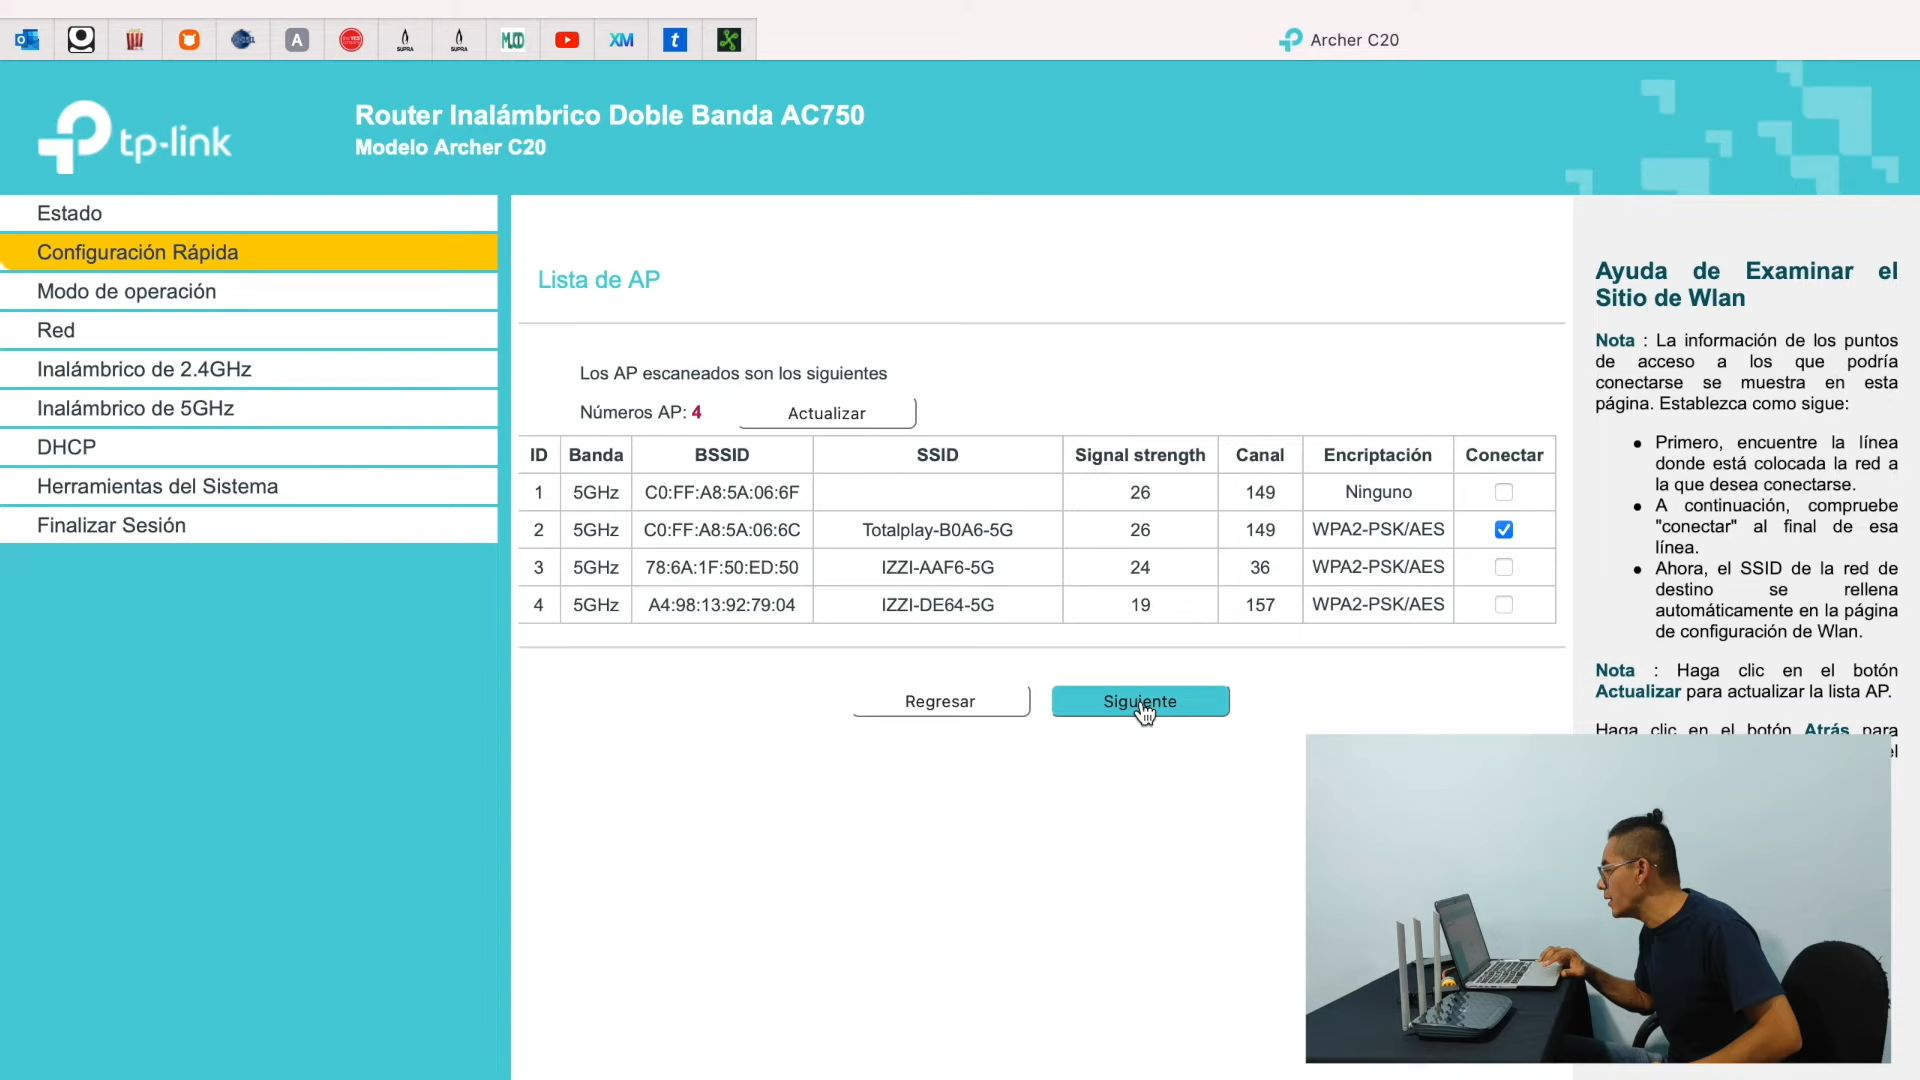 A
SUPRA
SUPRA
XM
t
Archer C20
tp-link
Router Inalámbrico Doble Banda AC750
Modelo Archer C20
Estado
Configuración Rápida
Modo de operación
Red
Inalámbrico de 2.4GHz
Inalámbrico de 5GHz
DHCP
Herramientas del Sistema
Finalizar Sesión
Lista de AP
Los AP escaneados son los siguientes
Números AP: 4 Actualizar
ID Banda BSSID SSID Signal strength Canal Encriptación Conectar
1 5GHz C0:FF:A8:5A:06:6F 26 149 Ninguno
2 5GHz C0:FF:A8:5A:06:6C Totalplay-B0A6-5G 26 149 WPA2-PSK/AES
3 5GHz 78:6A:1F:50:ED:50 IZZI-AAF6-5G 24 36 WPA2-PSK/AES
4 5GHz A4:98:13:92:79:04 IZZI-DE64-5G 19 157 WPA2-PSK/AES
Regresar Siguiente
Ayuda de Examinar el
Sitio de Wlan
Nota : La información de los puntos
de acceso a los que podría
conectarse se muestra en esta
página. Establezca como sigue:
● Primero, encuentre la línea
donde está colocada la red a
la que desea conectarse.
● A continuación, compruebe
"conectar" al final de esa
línea.
● Ahora, el SSID de la red de
destino se rellena
automáticamente en la página
de configuración de Wlan.
Nota : Haga clic en el botón
Actualizar para actualizar la lista AP.
Haga clic en el botón Atrás para